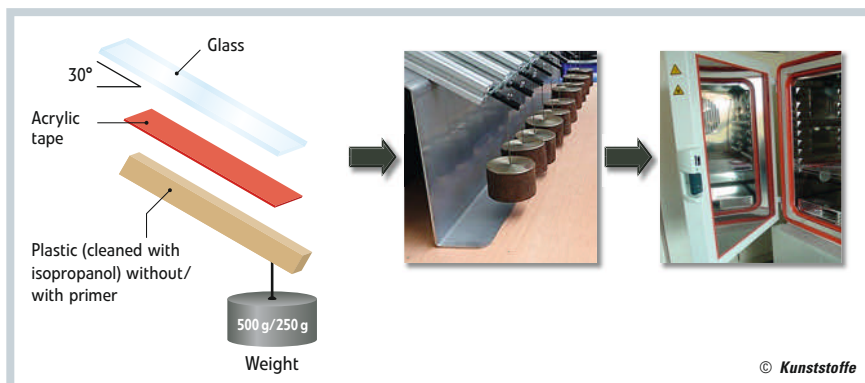 Glass
30°
Acrylic
tape
Plastic (cleaned with
isopropanol) without/
with primer
500 g/250 g
Weight
© Kunststoffe